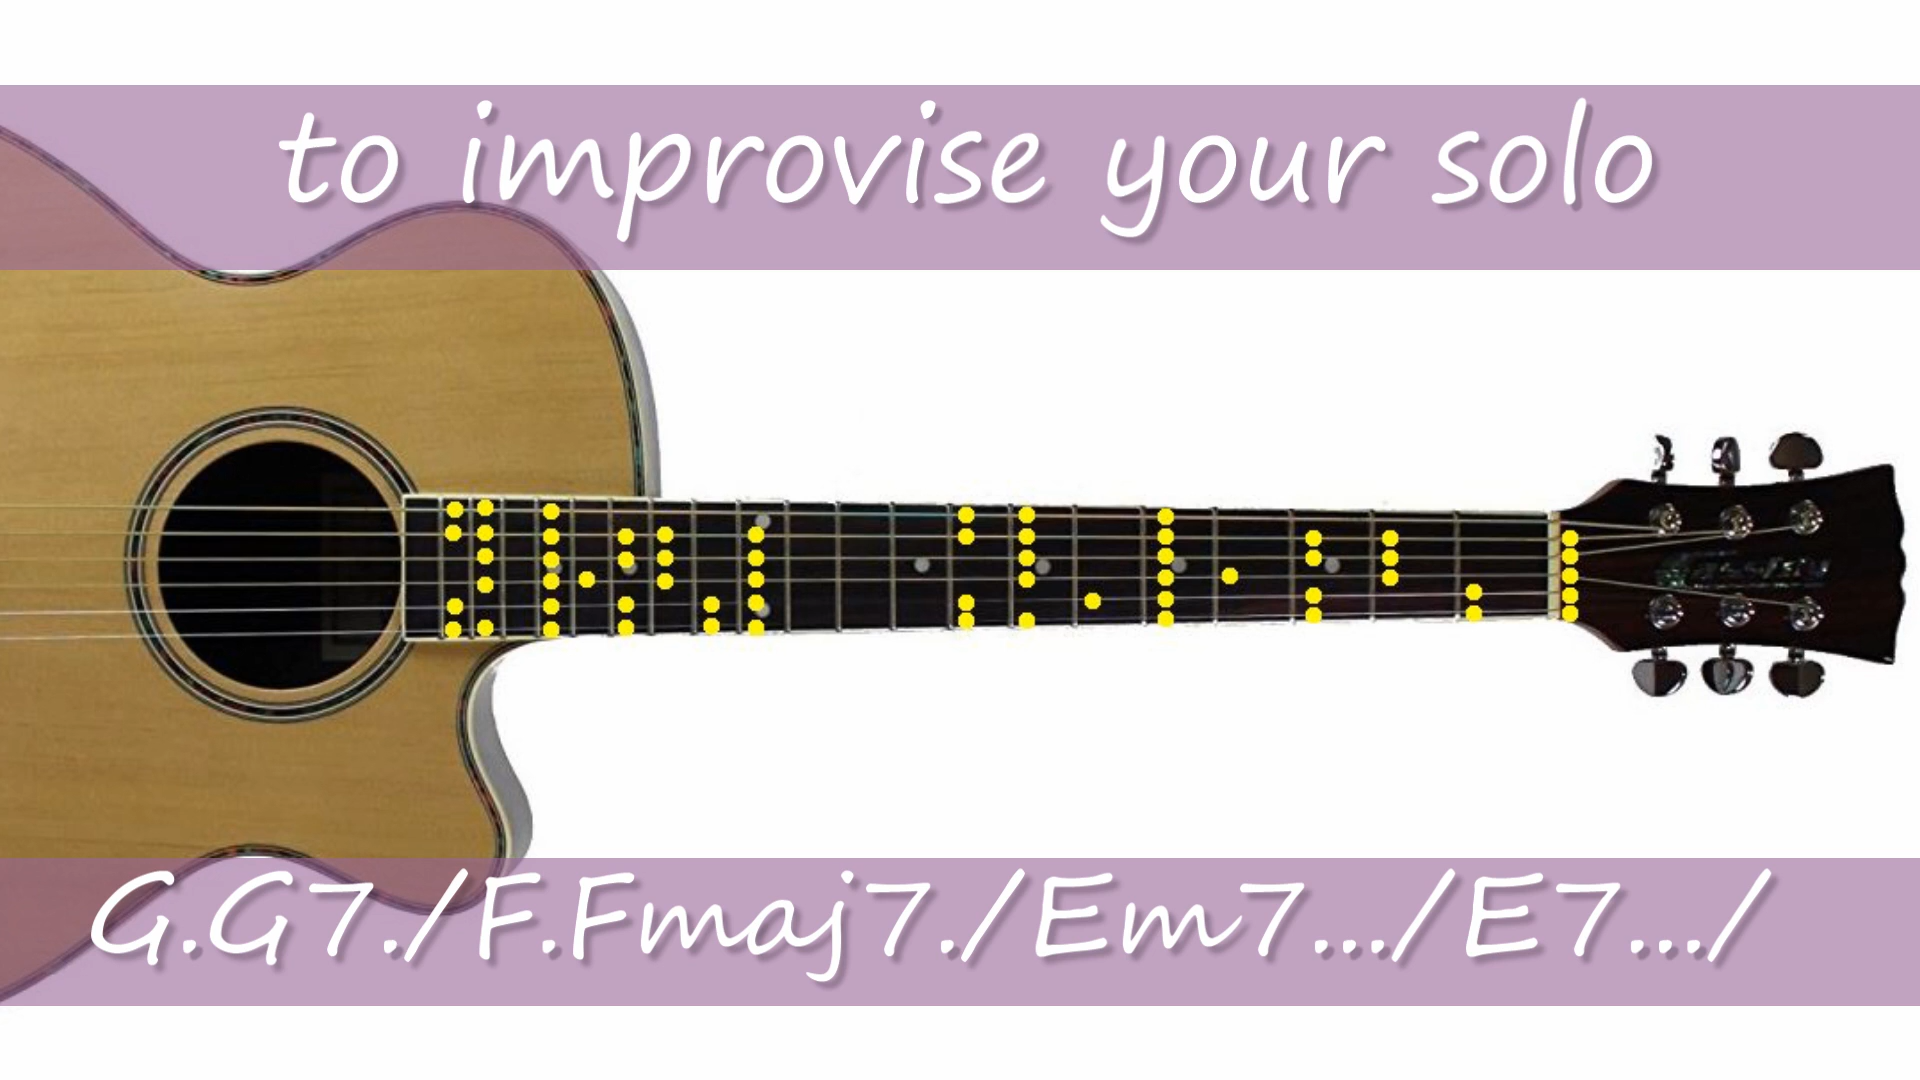 to improvise your solo
G.G7./F.Fmaj7./Em7.../E7.../